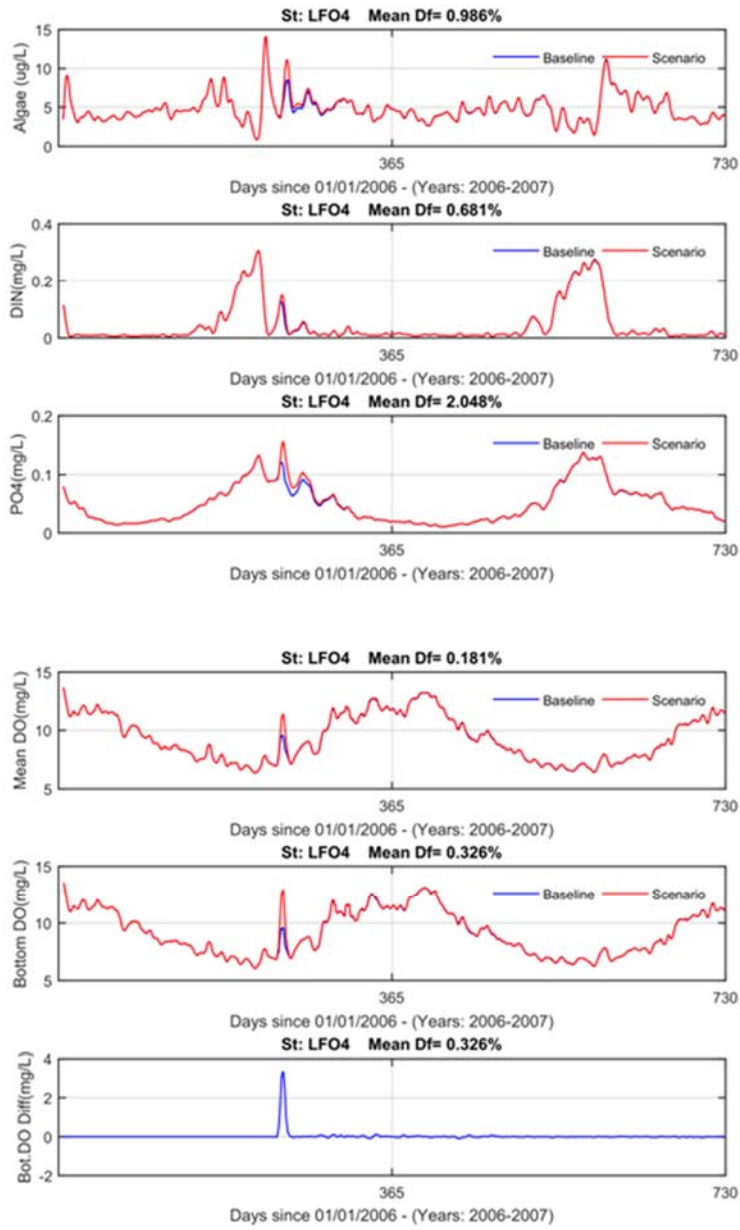 St: LFO4 Mean Df= 0.986%
15
10
5
0
Algae (ug/L)
Baseline Scenario
365 730
Days since 01/01/2006 - (Years: 2006-2007)
St: LFO4 Mean Df= 0.681%
0.4
0.2
0
DIN(mg/L)
Baseline Scenario
365 730
Days since 01/01/2006 - (Years: 2006-2007)
St: LFO4 Mean Df= 2.048%
0.2
0.1
0
PO4(mg/L)
Baseline Scenario
365 730
Days since 01/01/2006 - (Years: 2006-2007)
St: LFO4 Mean Df= 0.181%
15
10
5
Mean DO(mg/L)
Baseline Scenario
365 730
Days since 01/01/2006 - (Years: 2006-2007)
St: LFO4 Mean Df= 0.326%
15
10
5
Bottom DO(mg/L)
Baseline Scenario
365 730
Days since 01/01/2006 - (Years: 2006-2007)
St: LFO4 Mean Df= 0.326%
4
2
0
-2
Bot.DO Diff(mg/L)
365 730
Days since 01/01/2006 - (Years: 2006-2007)